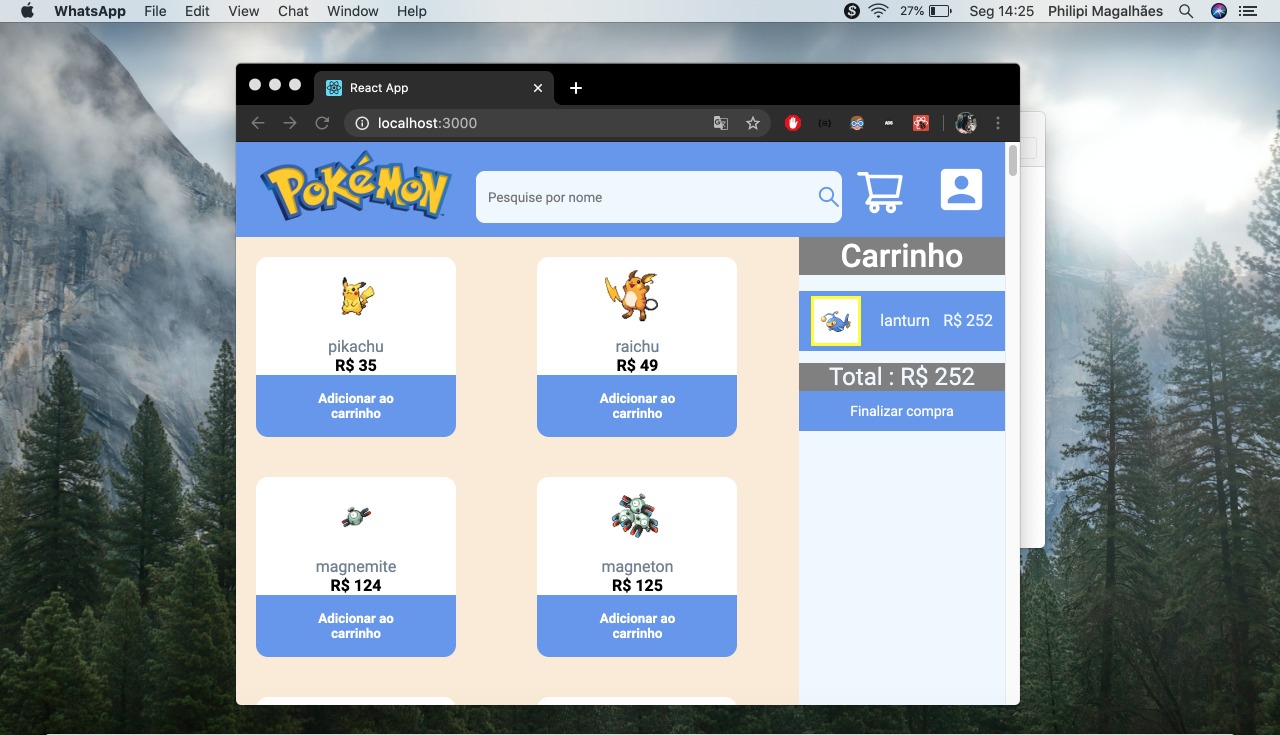 WhatsApp File Edit View Chat Window Help
27% Seg 14:25 Philipi Magalhães
React App
localhost:3000
POKéMON
Pesquise por nome
Carrinho
lanturn R$ 252
Total : R$ 252
Finalizar compra
pikachu
R$ 35
Adicionar ao
carrinho
raichu
R$ 49
Adicionar ao
carrinho
magnemite
R$ 124
Adicionar ao
carrinho
magneton
R$ 125
Adicionar ao
carrinho